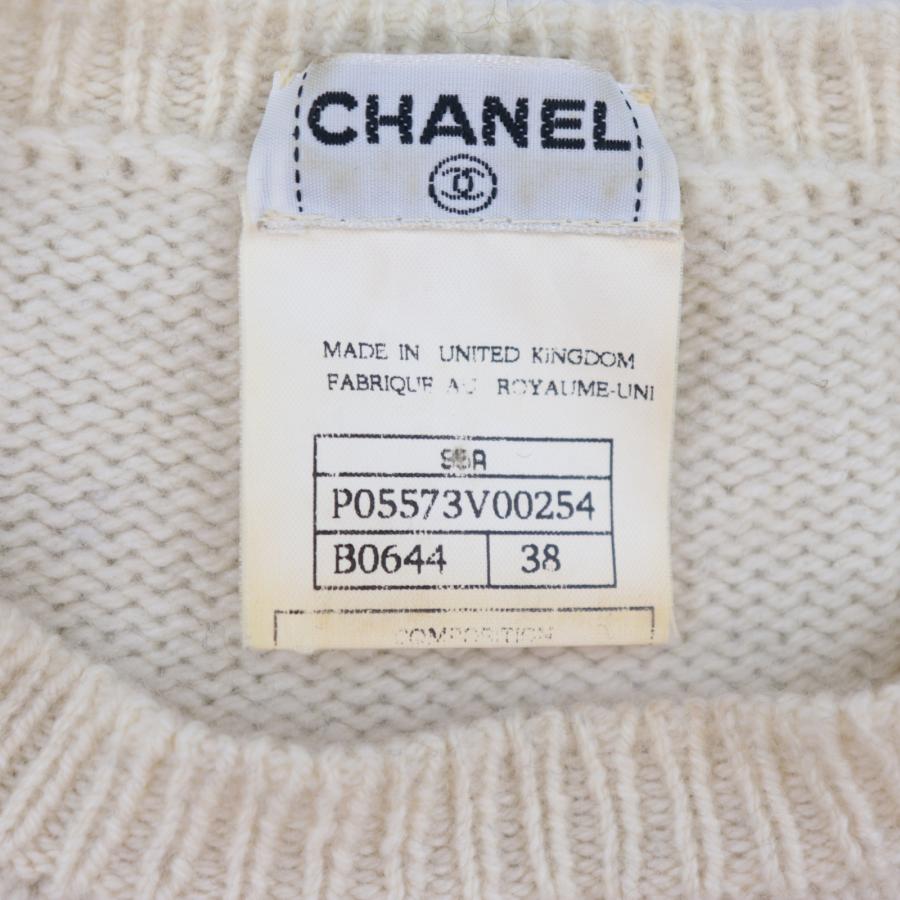 CHANEL
MADE IN UNITED KINGDOM
FABRIQUE AU ROYAUME-UNI
P05573V00254
B0644 38
COMPOSITION